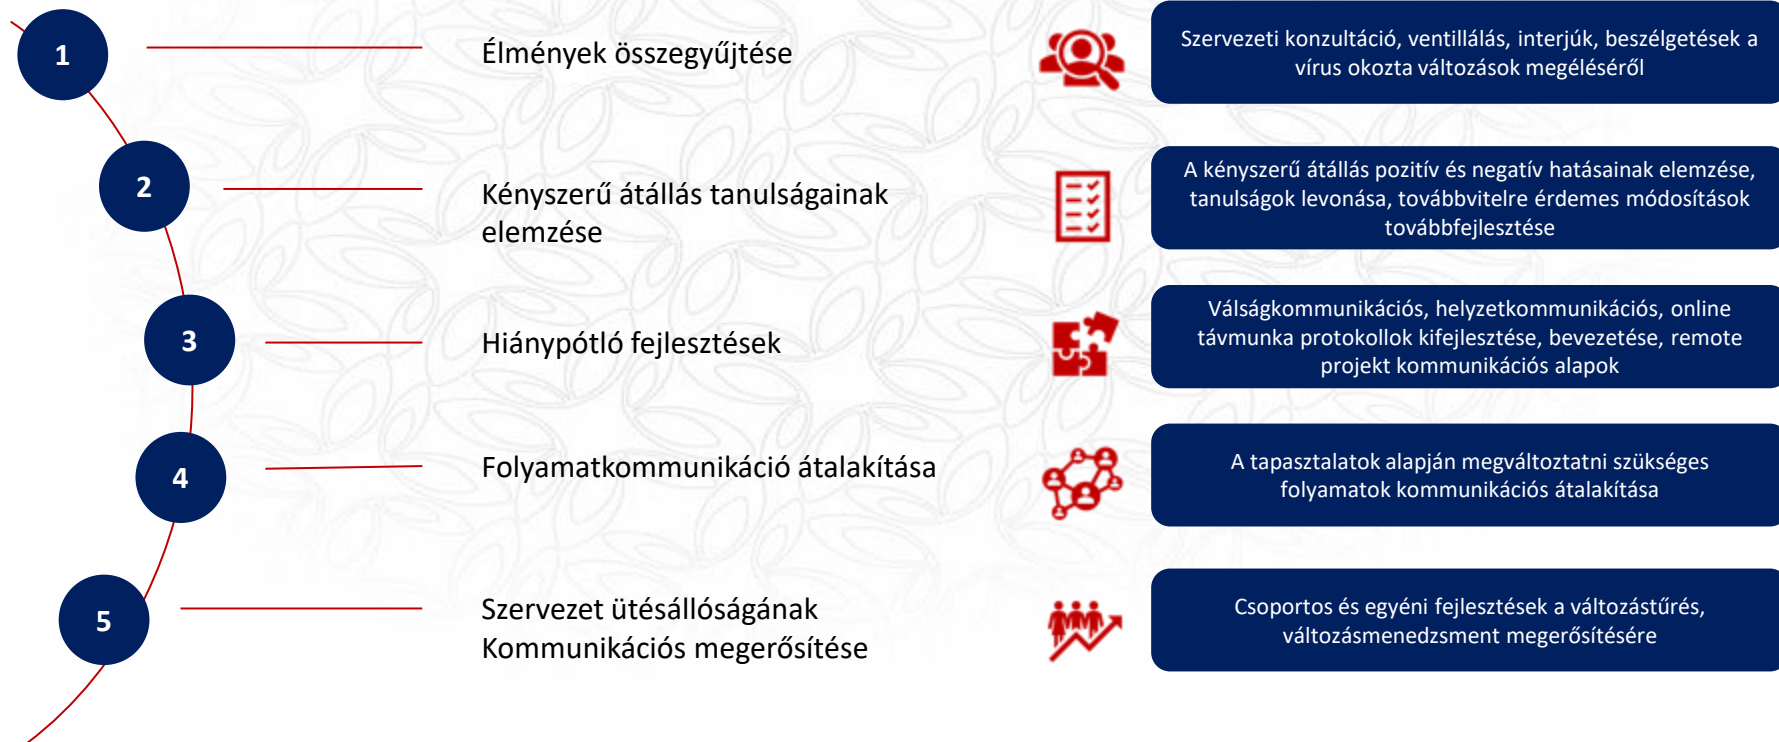 1
Élmények összegyűjtése
Szervezeti konzultáció, ventillálás, interjúk, beszélgetések a
vírus okozta változások megéléséről
2
Kényszerű átállás tanulságainak
elemzése
A kényszerű átállás pozitív és negatív hatásainak elemzése,
tanulságok levonása, továbbvitelre érdemes módosítások
továbbfejlesztése
3
Hiánypótló fejlesztések
Válságkommunikációs, helyzetkommunikációs, online
távmunka protokollok kifejlesztése, bevezetése, remote
projekt kommunikációs alapok
4
Folyamatkommunikáció átalakítása
A tapasztalatok alapján megváltoztatni szükséges
folyamatok kommunikációs átalakítása
5
Szervezet ütésállóságának
Kommunikációs megerősítése
Csoportos és egyéni fejlesztések a változástűrés,
változásmenedzsment megerősítésére